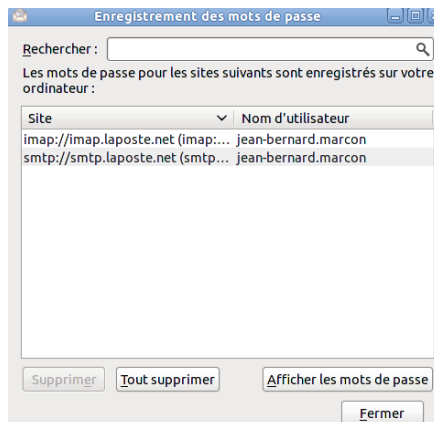 Enregistrement des mots de passe
Rechercher :
Les mots de passe pour les sites suivants sont enregistrés sur votre
ordinateur :
Site Nom d'utilisateur
imap://imap.laposte.net (imap:... jean-bernard.marcon
smtp://smtp.laposte.net (smtp... jean-bernard.marcon
Supprimer Tout supprimer Afficher les mots de passe
Fermer